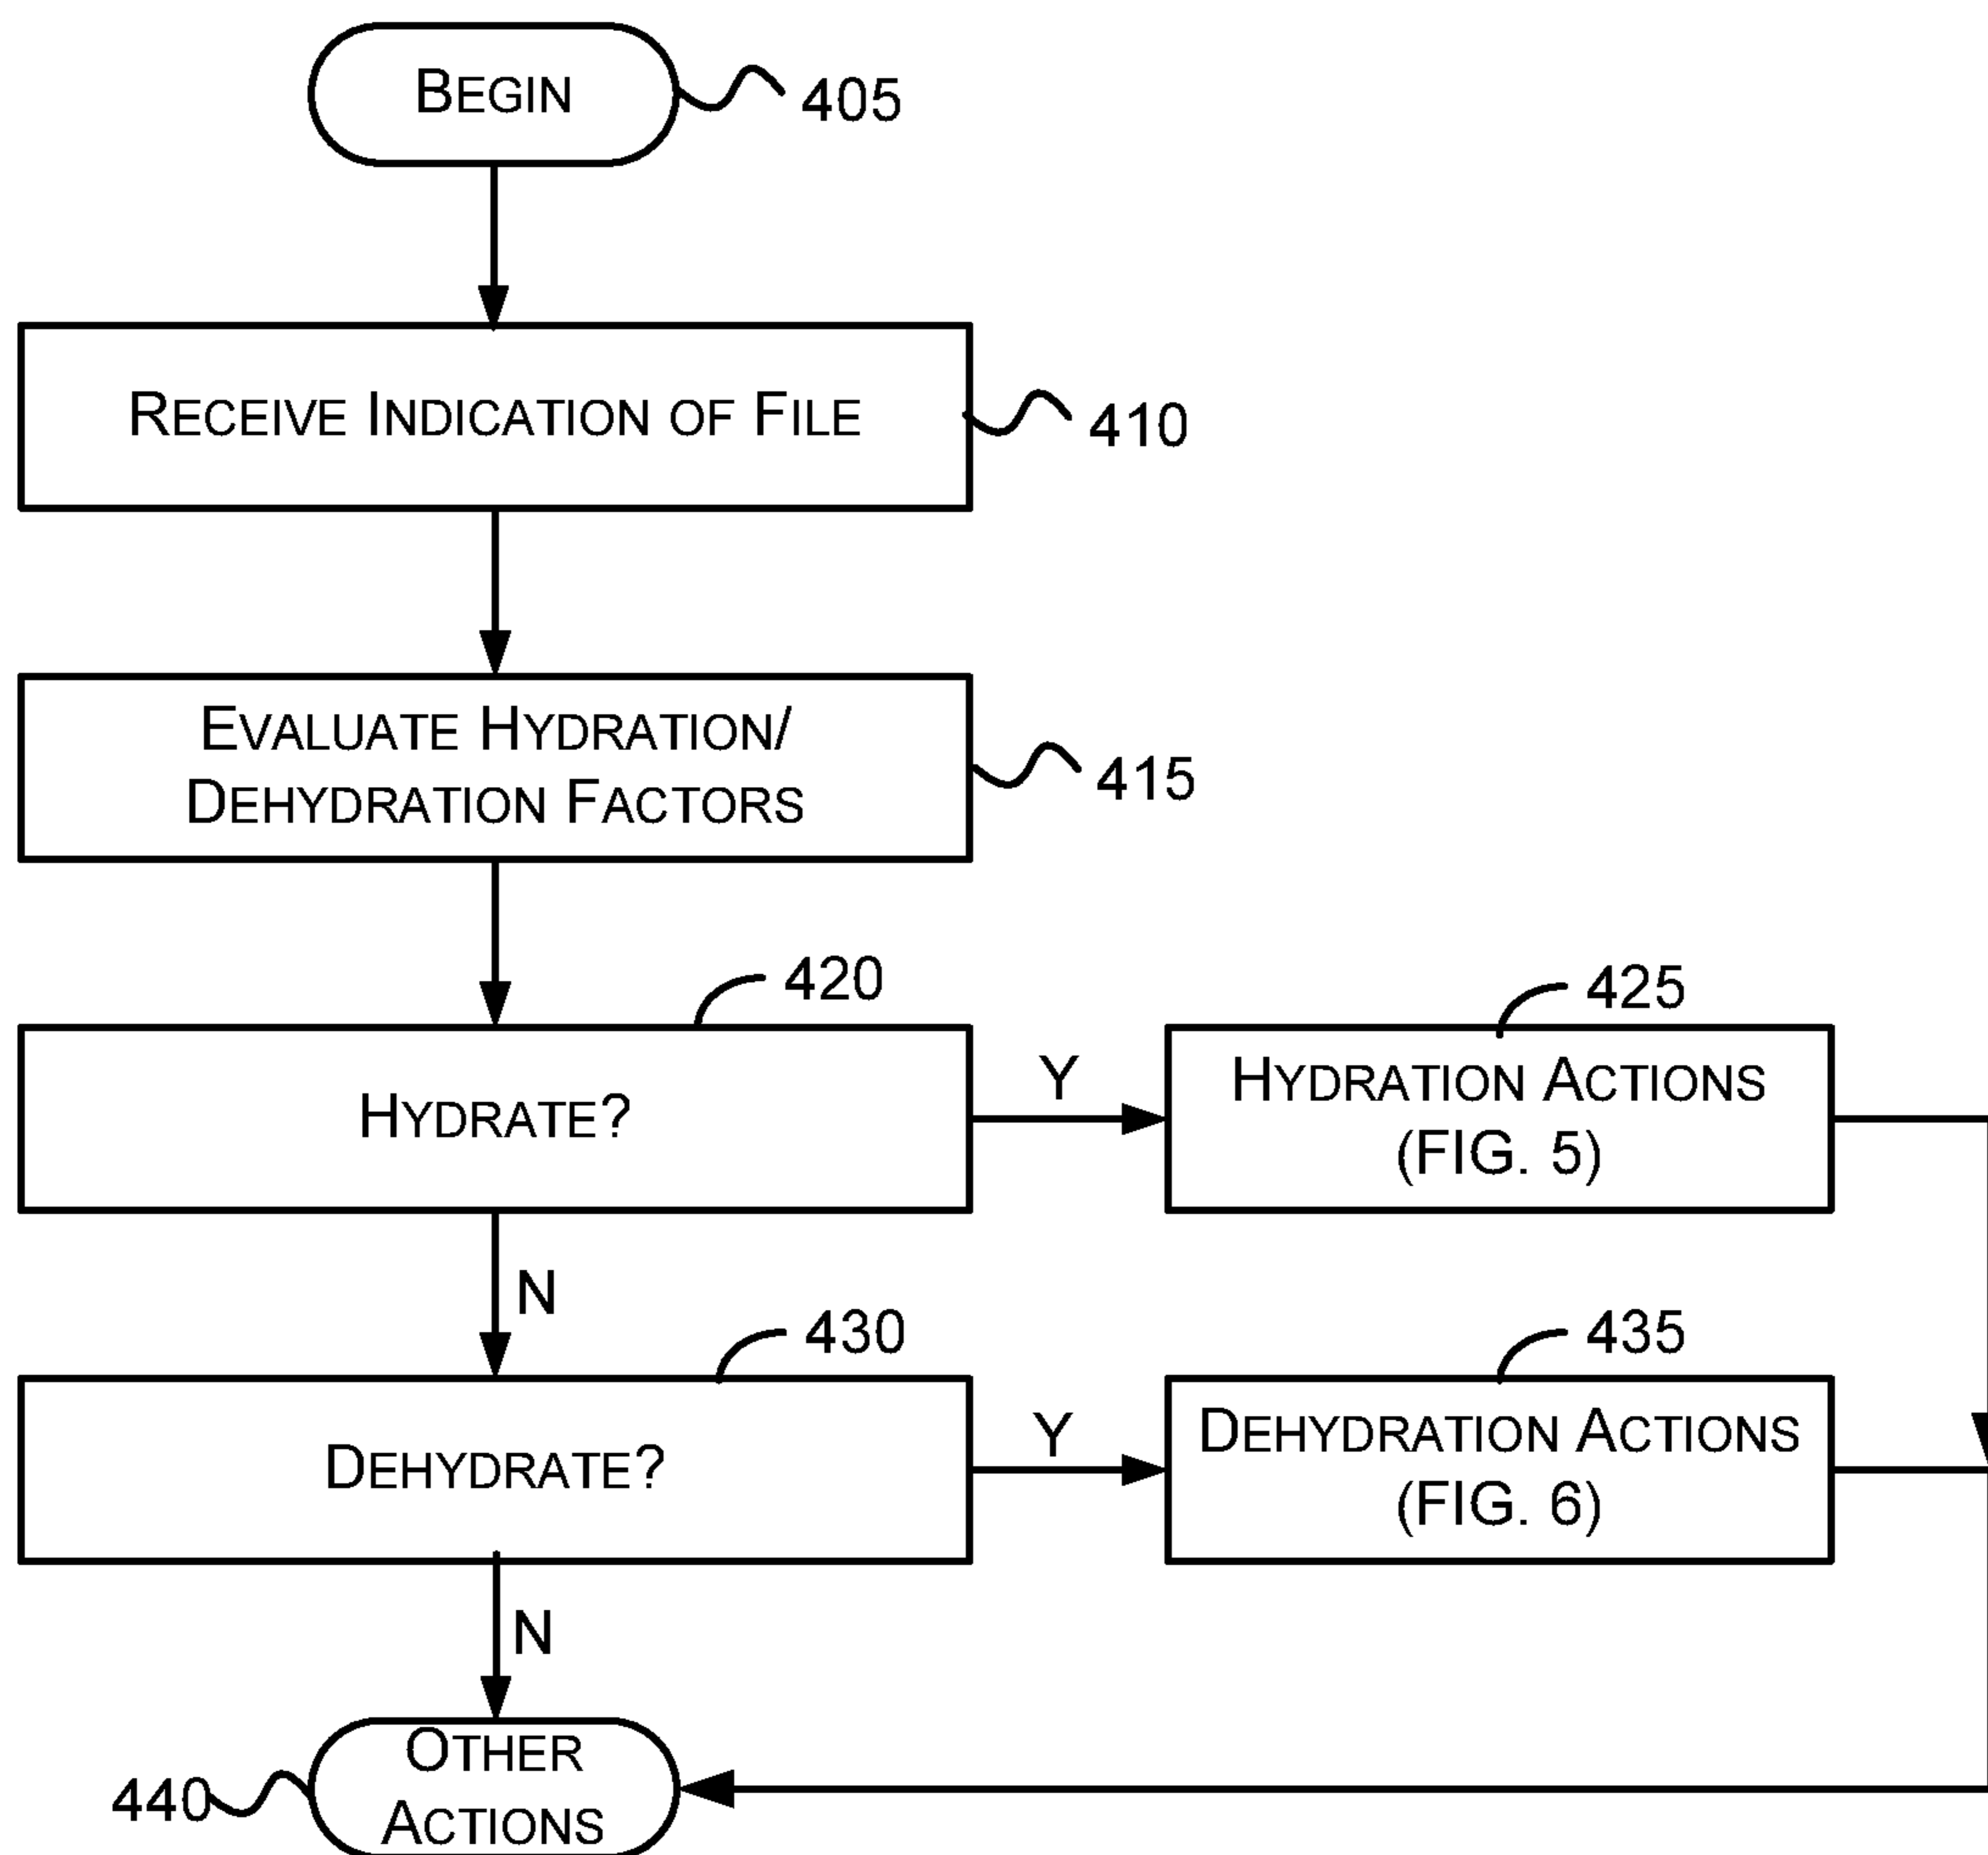 BEGIN
405
RECEIVE INDICATION OF FILE
410
EVALUATE HYDRATION/
DEHYDRATION FACTORS
415
420
HYDRATE?
Y
425
HYDRATION ACTIONS
(FIG. 5)
N
430
DEHYDRATE?
Y
435
DEHYDRATION ACTIONS
(FIG. 6)
N
440
OTHER
ACTIONS